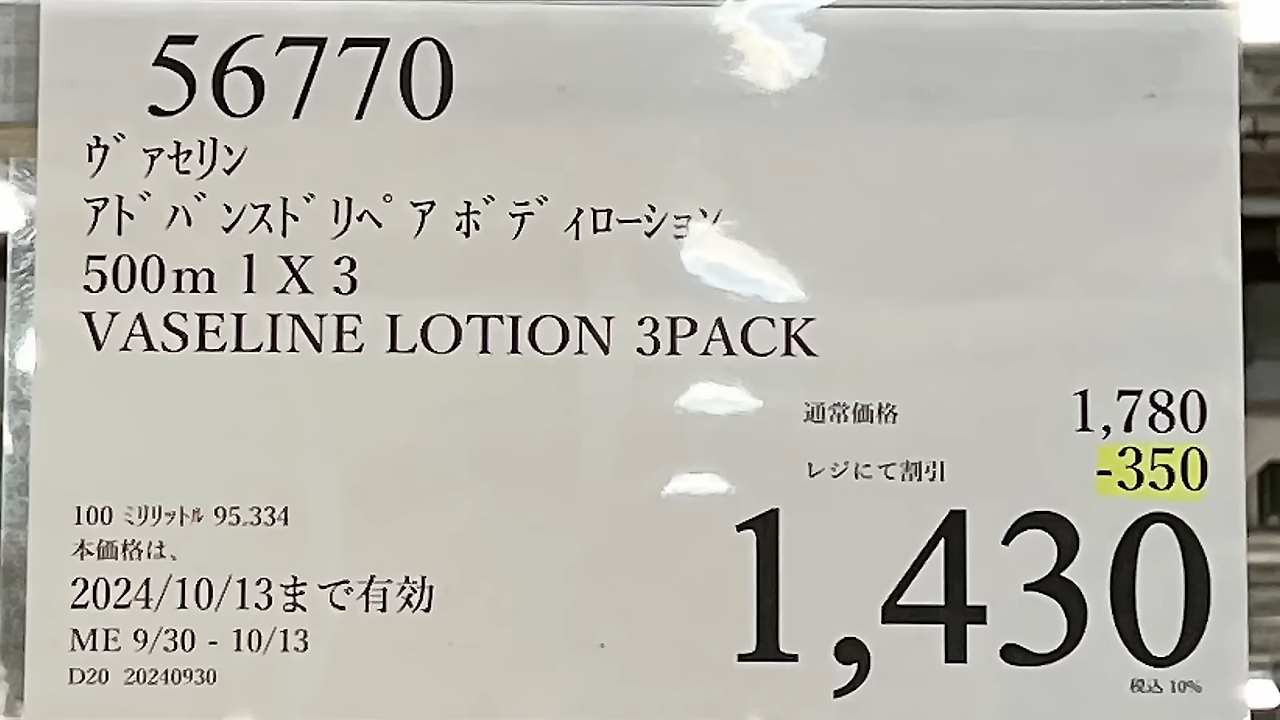 56770
ヴァセリン
アドバンスドリペア ボディローション
500ml X 3
VASELINE LOTION 3PACK
通常価格 1,780
レジにて割引 -350
1,430
税込 10%
100 ミリリットル 95.334
本価格は、
2024/10/13まで有効
ME 9/30 - 10/13
D20 20240930